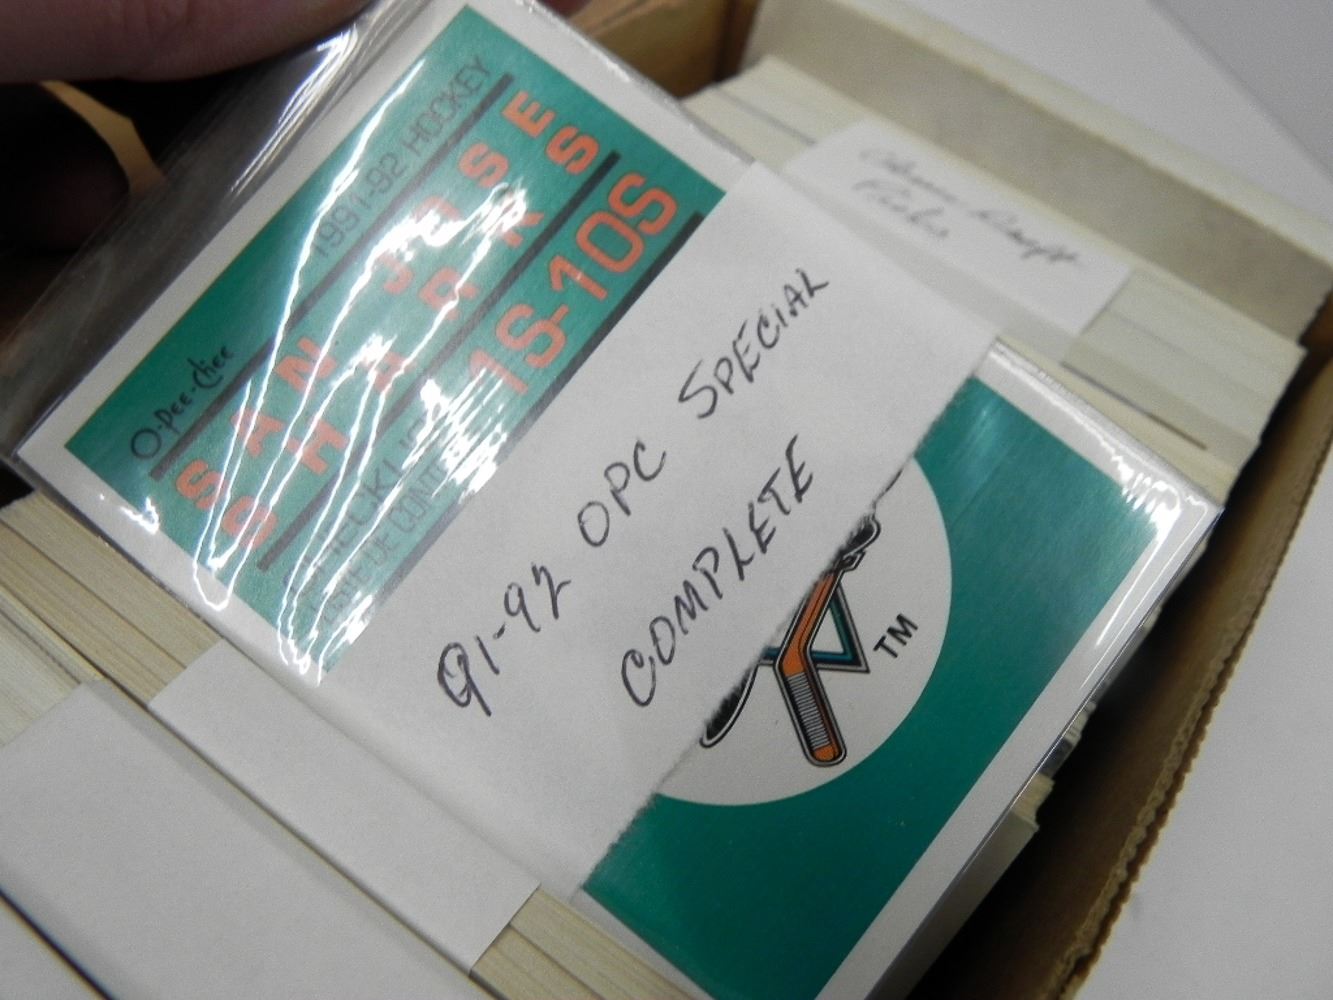 O-Pee-Chee
1991-92 HOCKEY
SAN JOSE
SHARKS
1S-10S
91-92 OPC SPECIAL
COMPLETE
TM